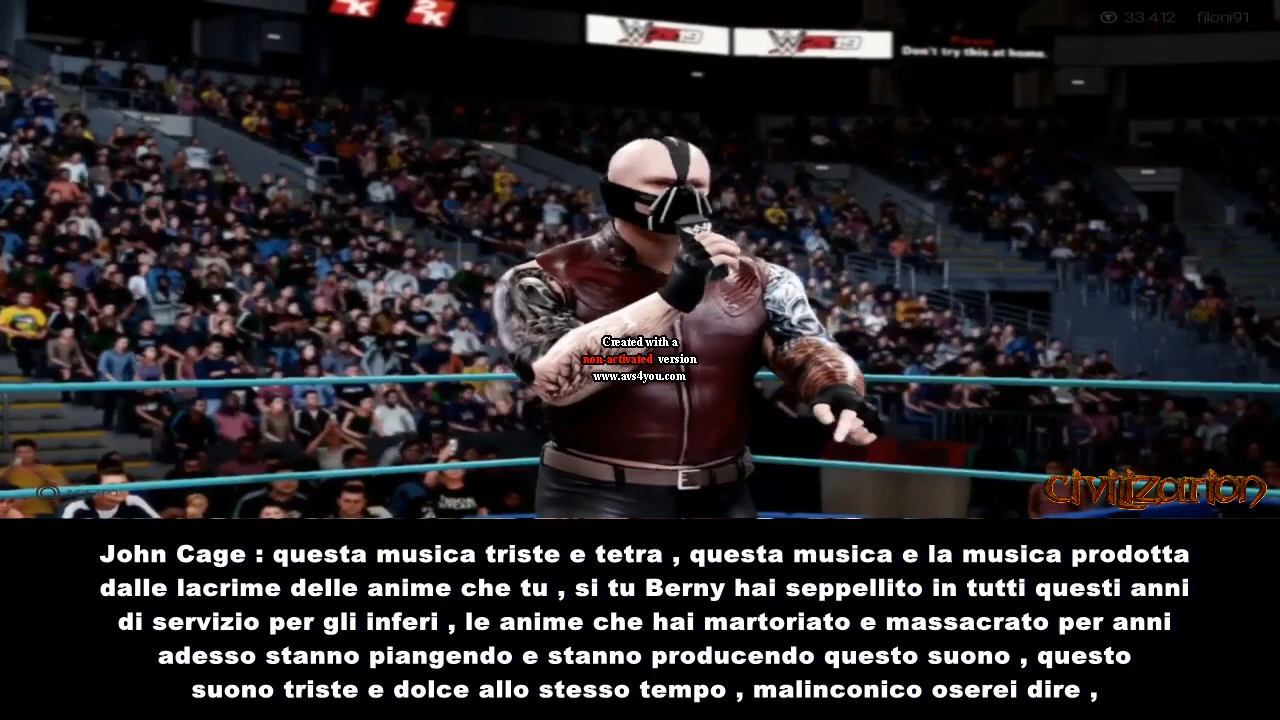 2K 2K
W2K19 W2K19
33.412 filoni91
Please
Don't try this at home.
Created with a
non-activated version
www.avs4you.com
civilization
John Cage : questa musica triste e tetra , questa musica e la musica prodotta
dalle lacrime delle anime che tu , si tu Berny hai seppellito in tutti questi anni
di servizio per gli inferi , le anime che hai martoriato e massacrato per anni
adesso stanno piangendo e stanno producendo questo suono , questo
suono triste e dolce allo stesso tempo , malinconico oserei dire ,